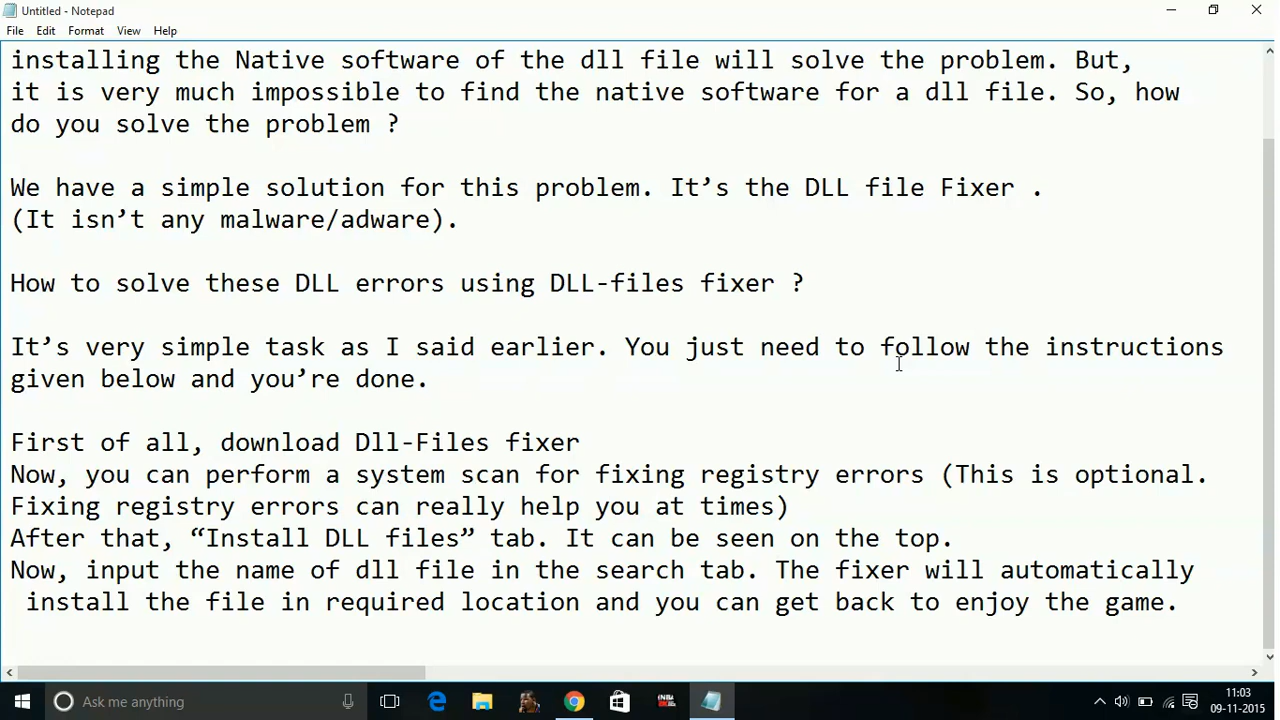 Untitled - Notepad
File Edit Format View Help
installing the Native software of the dll file will solve the problem. But,
it is very much impossible to find the native software for a dll file. So, how
do you solve the problem ?
We have a simple solution for this problem. It’s the DLL file Fixer .
(It isn’t any malware/adware).
How to solve these DLL errors using DLL-files fixer ?
It’s very simple task as I said earlier. You just need to follow the instructions
given below and you’re done.
First of all, download Dll-Files fixer
Now, you can perform a system scan for fixing registry errors (This is optional.
Fixing registry errors can really help you at times)
After that, “Install DLL files” tab. It can be seen on the top.
Now, input the name of dll file in the search tab. The fixer will automatically
install the file in required location and you can get back to enjoy the game.
Ask me anything
11:03
09-11-2015